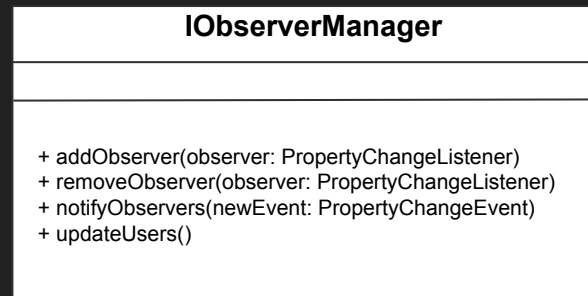 IObserverManager
+ addObserver(observer: PropertyChangeListener)
+ removeObserver(observer: PropertyChangeListener)
+ notifyObservers(newEvent: PropertyChangeEvent)
+ updateUsers()